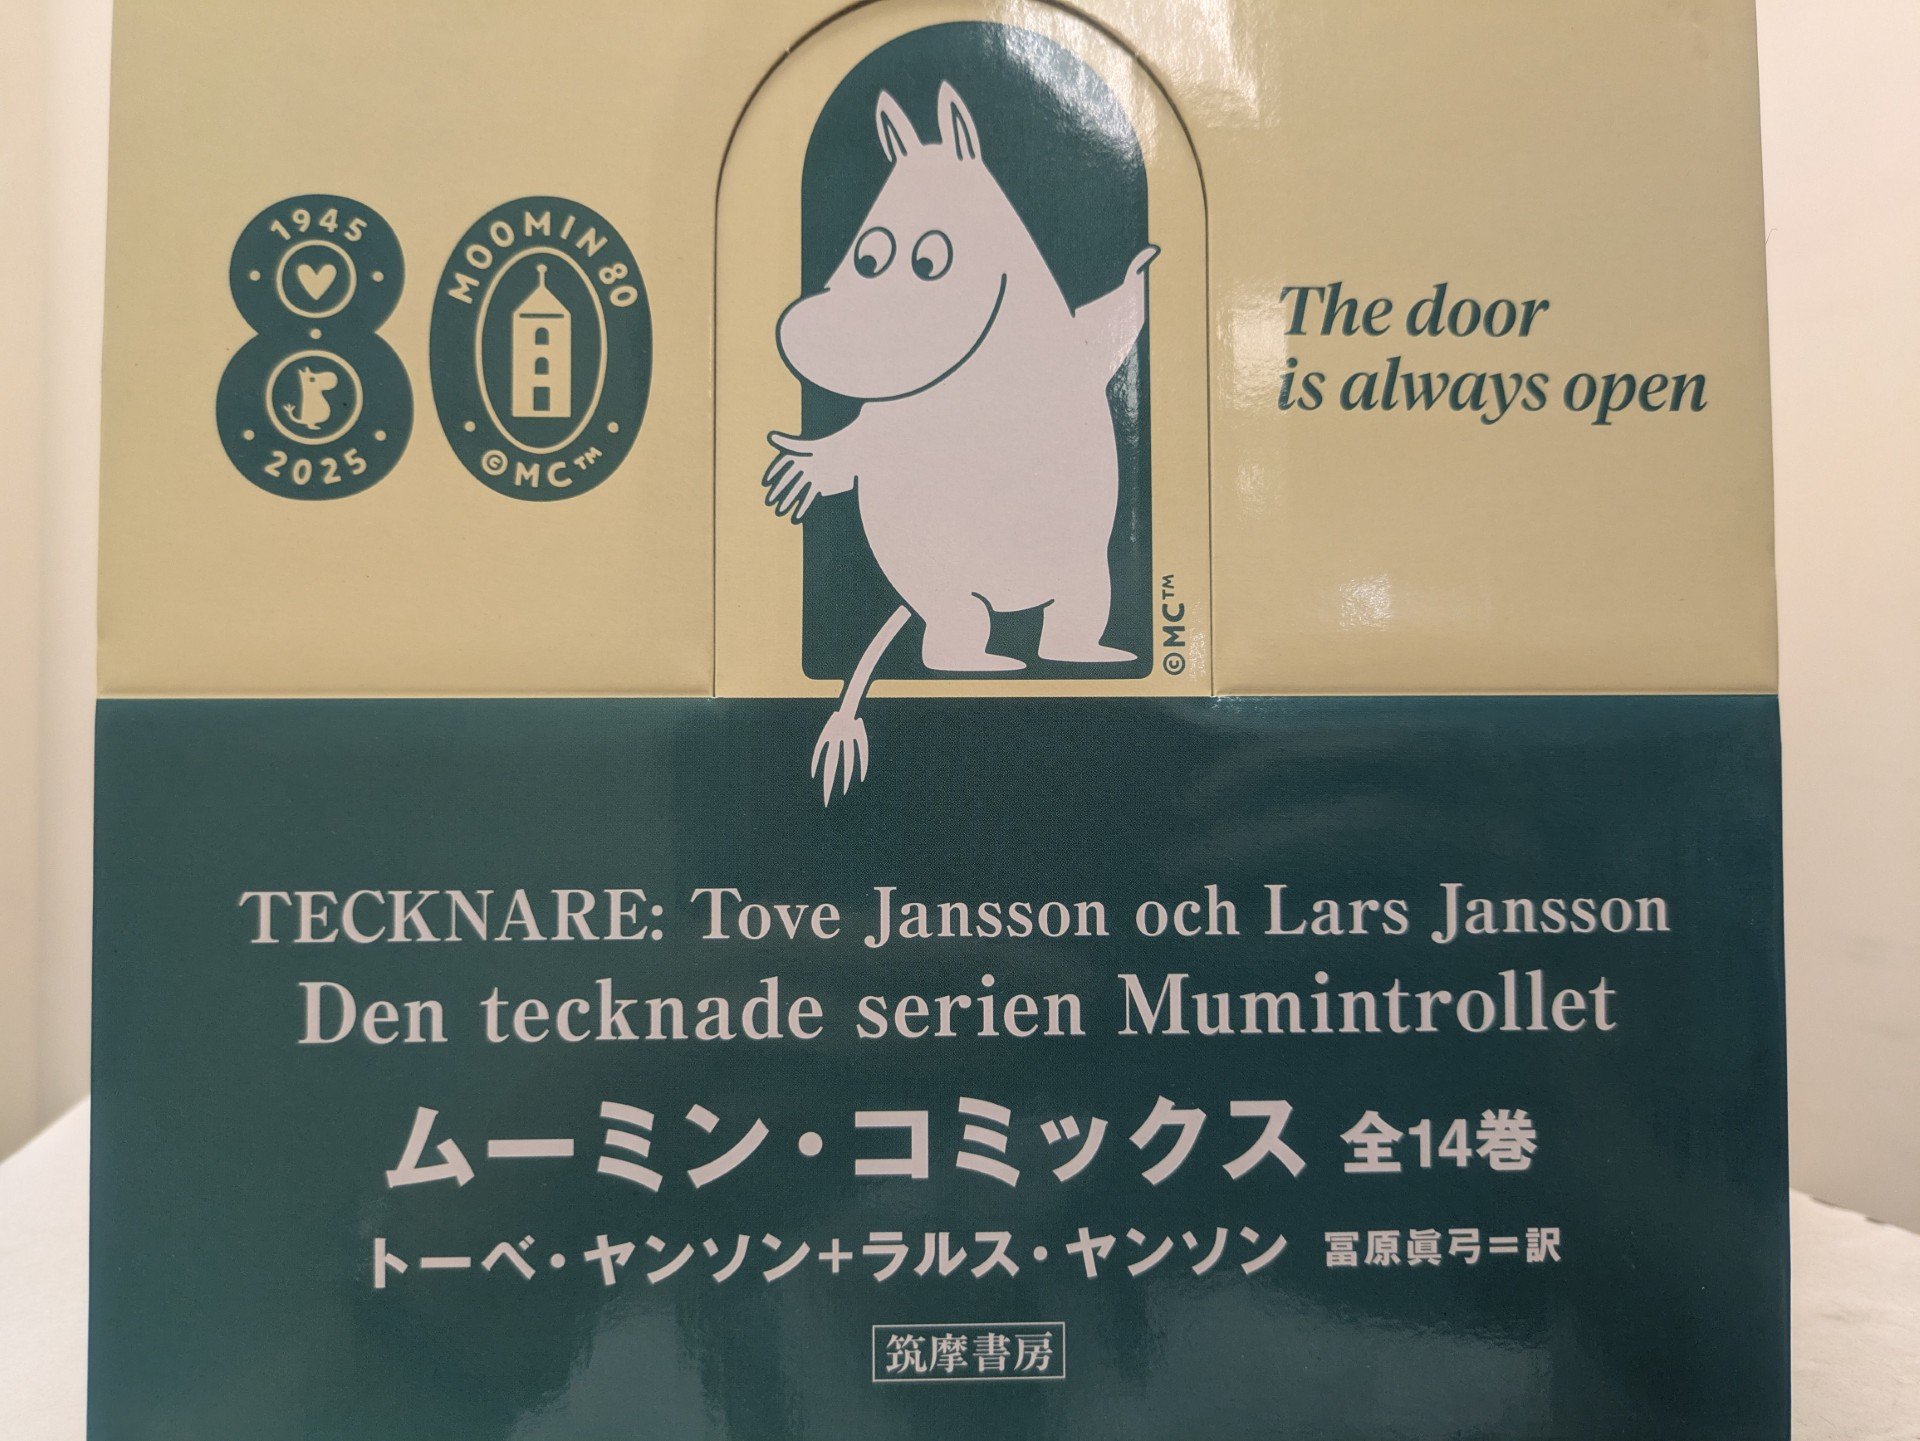 1945
2025
MOOMIN 80
©MC™
©MC™
The door
is always open
TECKNARE: Tove Jansson och Lars Jansson
Den tecknade serien Mumintrollet
ムーミン・コミックス 全14巻
トーベ・ヤンソン+ラルス・ヤンソン 冨原眞弓=訳
筑摩書房